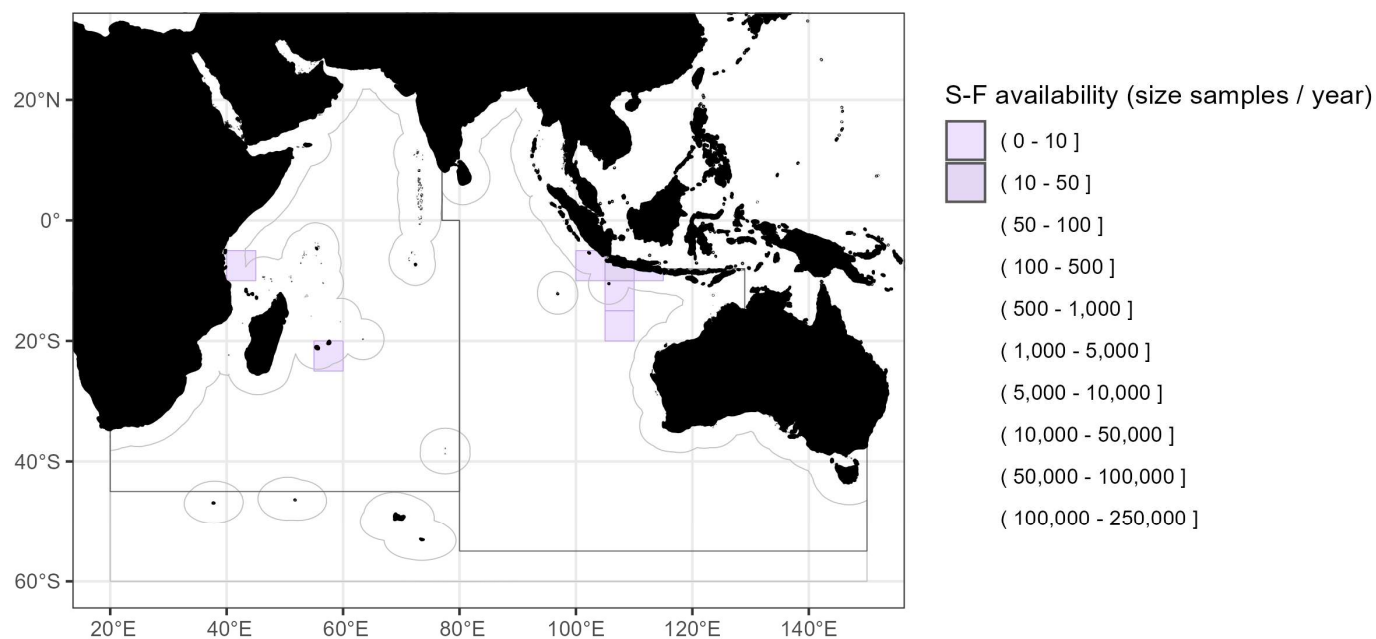 S-F availability (size samples / year)
( 0 - 10 ]
( 10 - 50 ]
( 50 - 100 ]
( 100 - 500 ]
( 500 - 1,000 ]
( 1,000 - 5,000 ]
( 5,000 - 10,000 ]
( 10,000 - 50,000 ]
( 50,000 - 100,000 ]
( 100,000 - 250,000 ]
20°N
0°
20°S
40°S
60°S
20°E 40°E 60°E 80°E 100°E 120°E 140°E